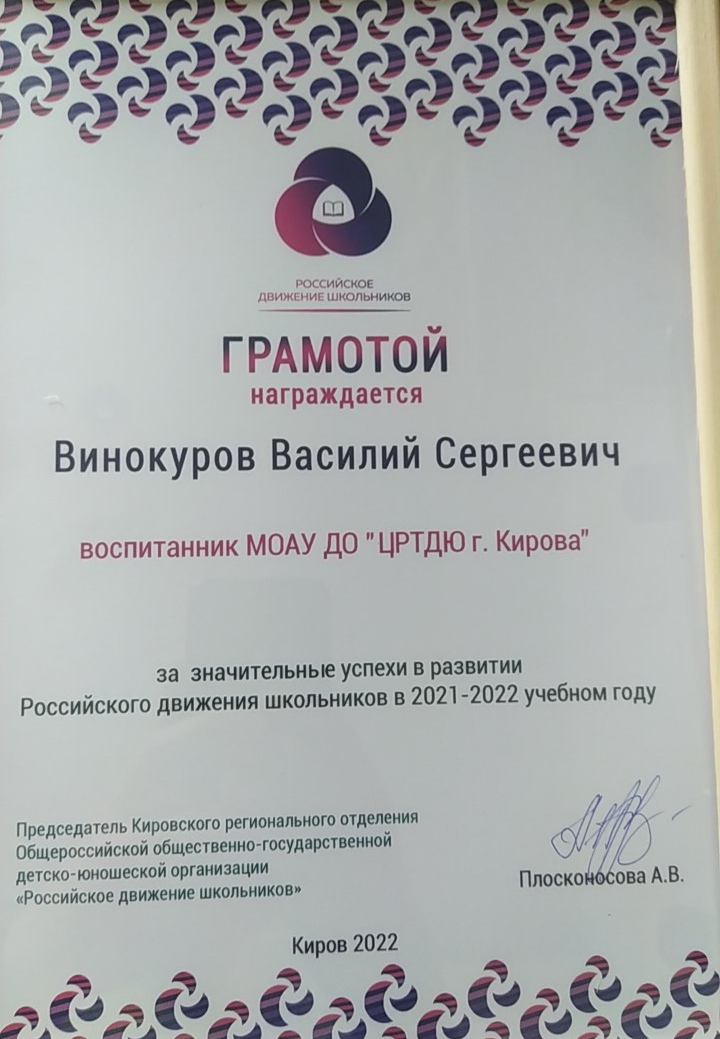 РОССИЙСКОЕ
ДВИЖЕНИЕ ШКОЛЬНИКОВ
ГРАМОТОЙ
награждается
Винокуров Василий Сергеевич
воспитанник МОАУ ДО "ЦРТДЮ г. Кирова"
за значительные успехи в развитии
Российского движения школьников в 2021-2022 учебном году
Председатель Кировского регионального отделения
Общероссийской общественно-государственной
детско-юношеской организации
«Российское движение школьников»
Плосконосова А.В.
Киров 2022